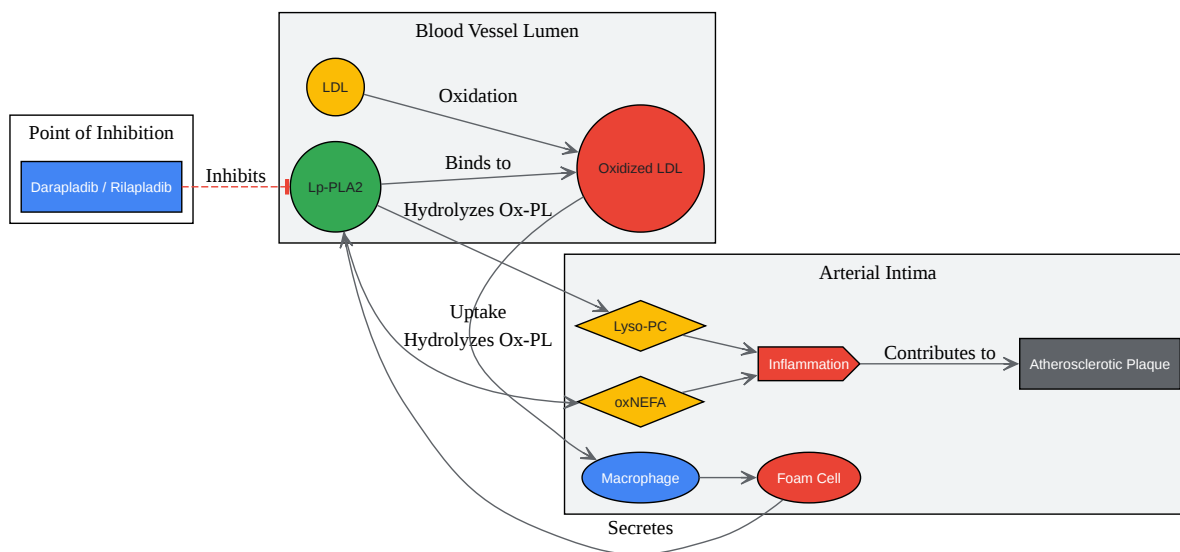 Blood Vessel Lumen
LDL
Oxidation
Point of Inhibition
Darapladib / Rilapladib
Inhibits
Lp-PLA2
Binds to
Oxidized LDL
Hydrolyzes Ox-PL
Arterial Intima
Uptake
Hydrolyzes Ox-PL
Lyso-PC
Inflammation
Contributes to
Atherosclerotic Plaque
oxNEFA
Macrophage
Foam Cell
Secretes